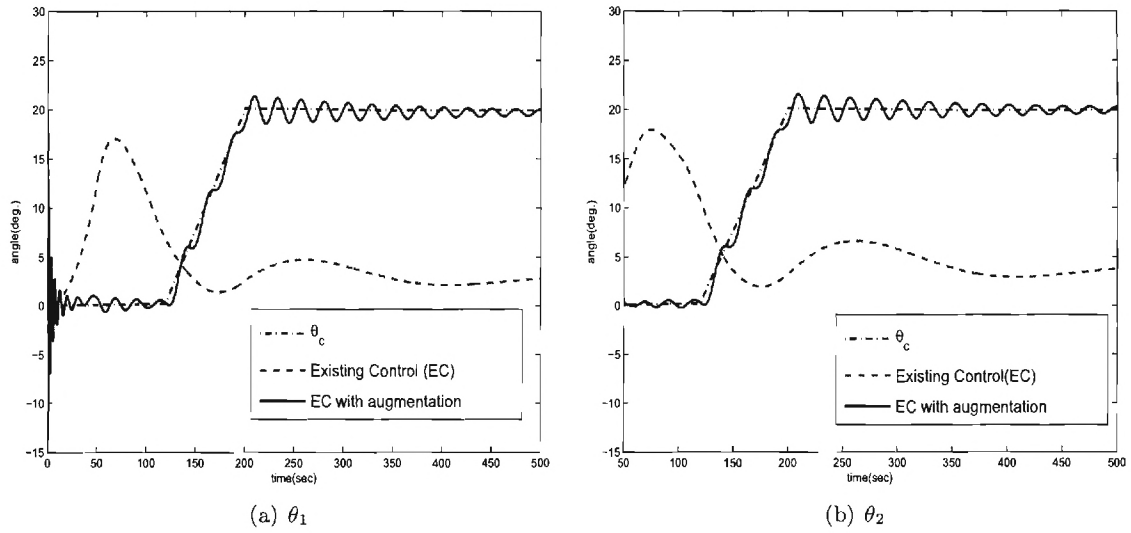 30
25
20
15
10
5
0
−5
−10
−15
angle(deg.)
0 50 100 150 200 250 300 350 400 450 500
time(sec)
θc
Existing Control (EC)
EC with augmentation
(a) θ1
30
25
20
15
10
5
0
−5
−10
−15
angle(deg.)
50 100 150 200 250 300 350 400 450 500
time(sec)
θc
Existing Control(EC)
EC with augmentation
(b) θ2